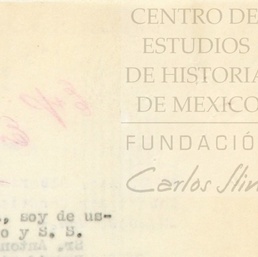 CENTRO DE
ESTUDIOS
DE HISTORIA
DE MEXICO
FUNDACIÓ
Carlos Slim
, soy de us-
o y S. S.